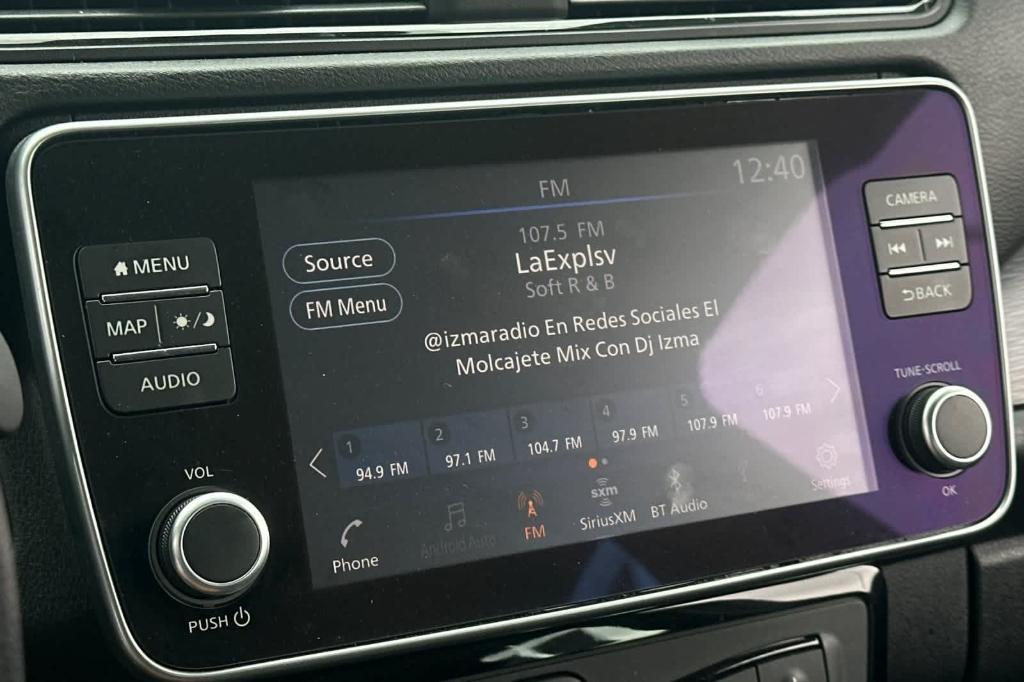 FM
12:40
107.5 FM
LaExplsv
Soft R & B
Source
FM Menu
@izmaradio En Redes Sociales El
Molcajete Mix Con Dj Izma
1
94.9 FM
2
97.1 FM
3
104.7 FM
4
97.9 FM
5
107.9 FM
6
107.9 FM
Phone
Android Auto
FM
sxm
SiriusXM
BT Audio
Settings
MENU
MAP
/
AUDIO
VOL
PUSH
CAMERA
BACK
TUNE·SCROLL
OK